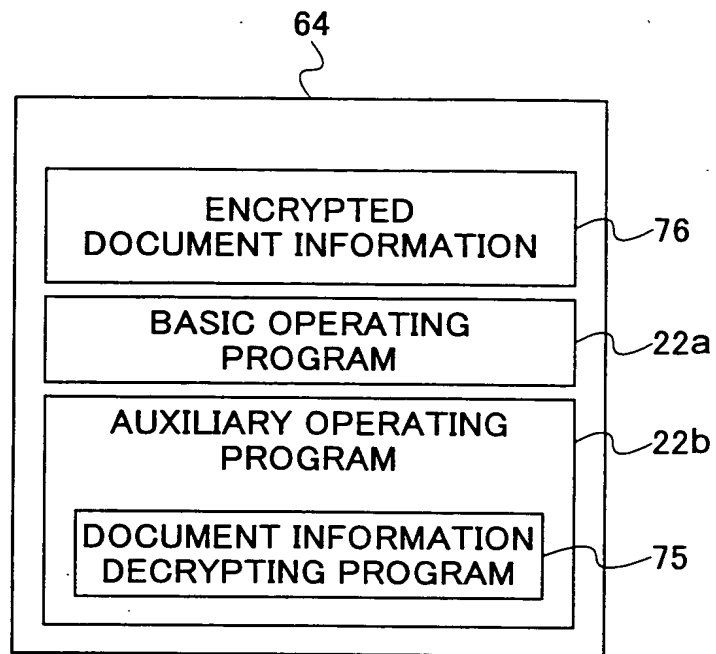 64
ENCRYPTED
DOCUMENT INFORMATION
76
BASIC OPERATING
PROGRAM
22a
AUXILIARY OPERATING
PROGRAM
22b
DOCUMENT INFORMATION
DECRYPTING PROGRAM
75